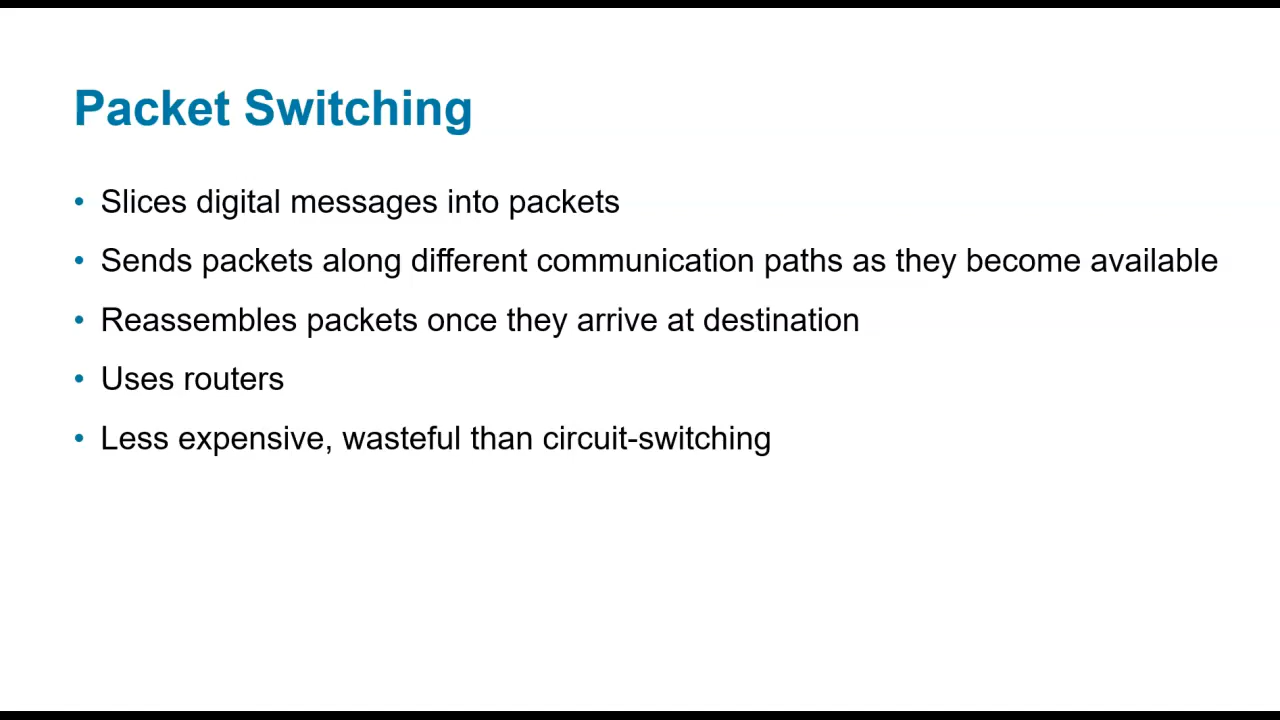 Packet Switching
• Slices digital messages into packets
• Sends packets along different communication paths as they become available
• Reassembles packets once they arrive at destination
• Uses routers
• Less expensive, wasteful than circuit-switching